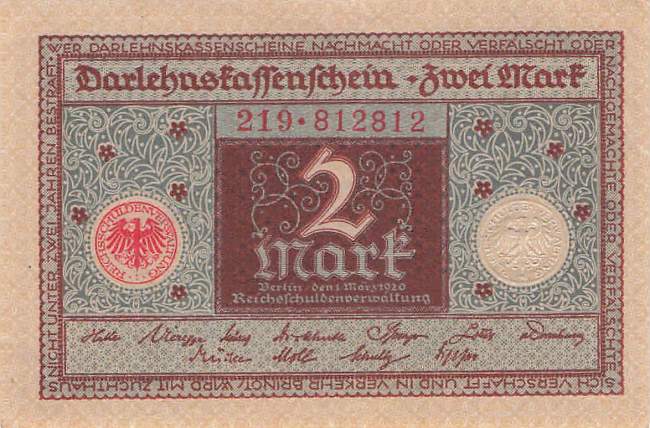 WER DARLEHNSKASSENSCHEINE NACHMACHT ODER VERFÄLSCHT ODER
NACHGEMACHTE ODER VERFÄLSCHTE
SICH VERSCHAFFT UND IN VERKEHR BRINGT, WIRD MIT ZUCHTHAUS
NICHT UNTER ZWEI JAHREN BESTRAFT.
Darlehnskassenschein · Zwei Mark
219·812812
2
Mark
Berlin, den 1. März 1920
Reichsschuldenverwaltung
REICHSSCHULDENVERWALTUNG
REICHSSCHULDENVERWALTUNG